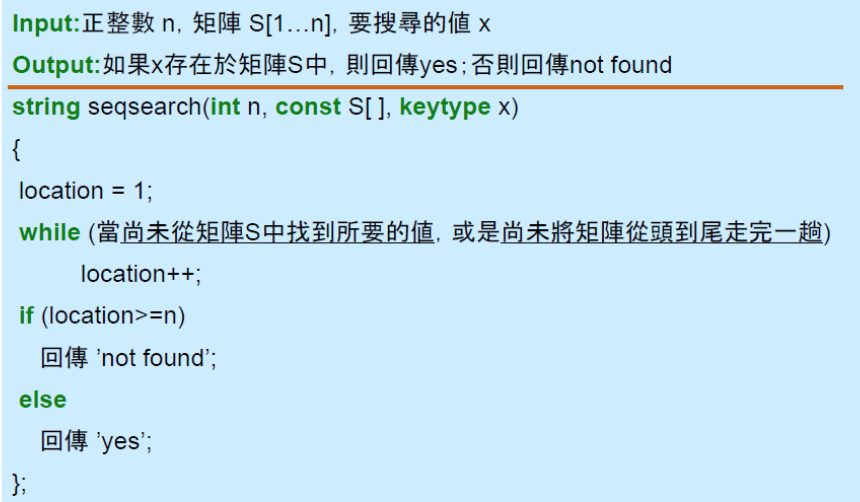 Input:正整數 n, 矩陣 S[1…n], 要搜尋的值 x
Output:如果x存在於矩陣S中, 則回傳yes;否則回傳not found
string seqsearch(int n, const S[ ], keytype x)
{
location = 1;
while (當尚未從矩陣S中找到所要的值, 或是尚未將矩陣從頭到尾走完一趟)
location++;
if (location>=n)
回傳 ’not found’;
else
回傳 ’yes’;
};